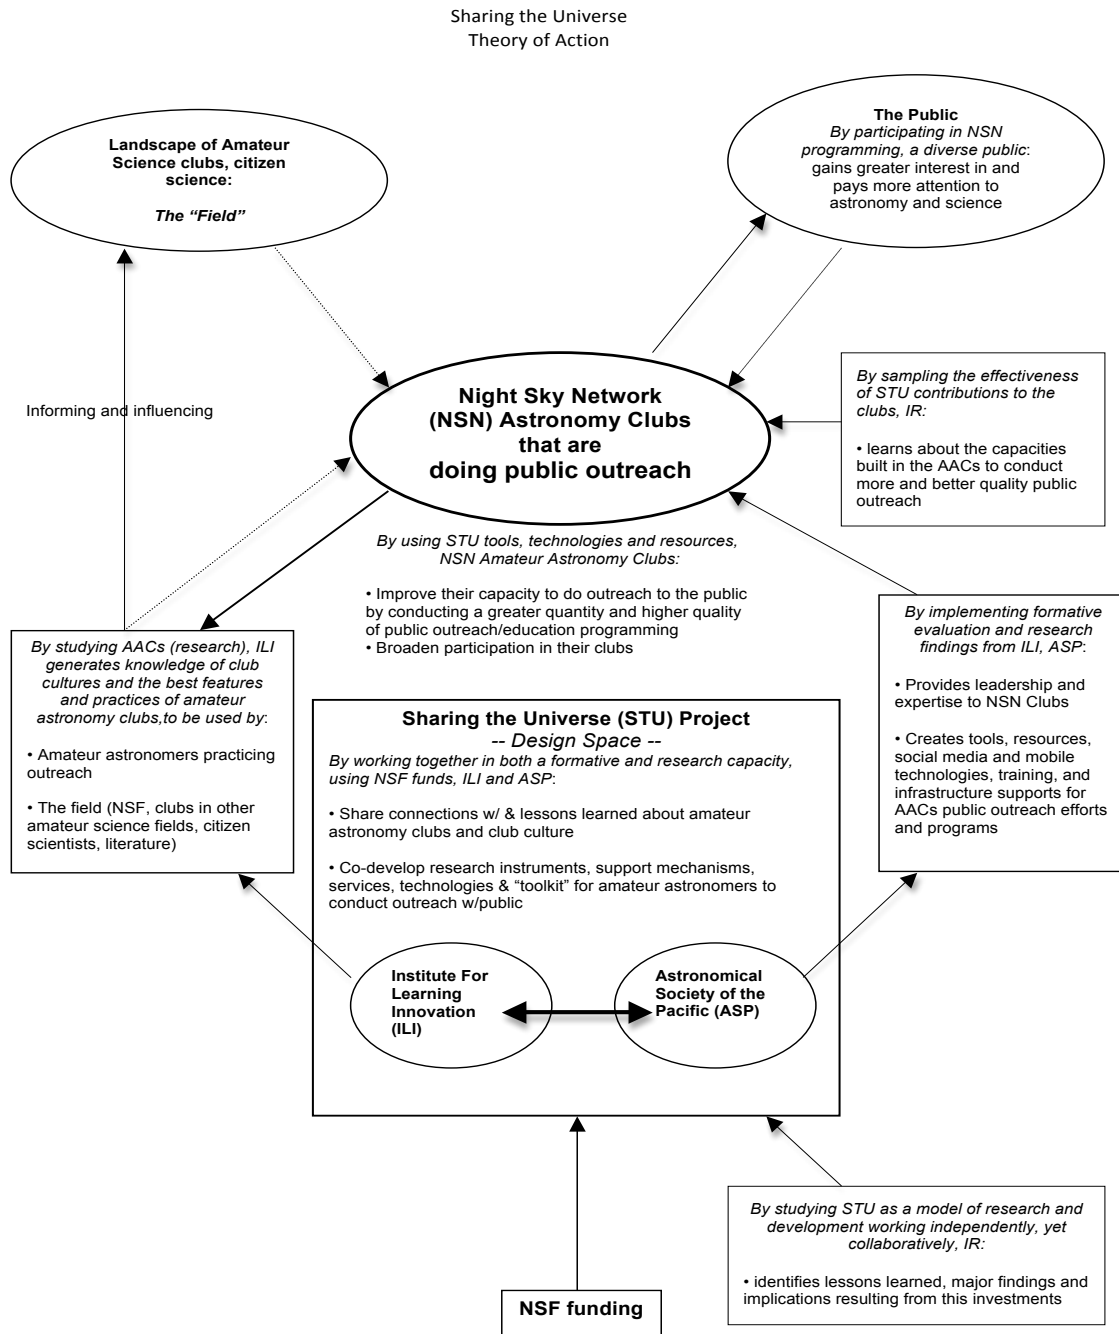 Sharing the Universe
Theory of Action
Landscape of Amateur
Science clubs, citizen
science:
The “Field”
The Public
By participating in NSN
programming, a diverse public:
gains greater interest in and
pays more attention to
astronomy and science
Informing and influencing
Night Sky Network
(NSN) Astronomy Clubs
that are
doing public outreach
By sampling the effectiveness
of STU contributions to the
clubs, IR:
• learns about the capacities
built in the AACs to conduct
more and better quality public
outreach
By using STU tools, technologies and resources,
NSN Amateur Astronomy Clubs:
• Improve their capacity to do outreach to the public
by conducting a greater quantity and higher quality
of public outreach/education programming
• Broaden participation in their clubs
By studying AACs (research), ILI
generates knowledge of club
cultures and the best features
and practices of amateur
astronomy clubs,to be used by:
• Amateur astronomers practicing
outreach
• The field (NSF, clubs in other
amateur science fields, citizen
scientists, literature)
By implementing formative
evaluation and research
findings from ILI, ASP:
• Provides leadership and
expertise to NSN Clubs
• Creates tools, resources,
social media and mobile
technologies, training, and
infrastructure supports for
AACs public outreach efforts
and programs
Sharing the Universe (STU) Project
-- Design Space --
By working together in both a formative and research capacity,
using NSF funds, ILI and ASP:
• Share connections w/ & lessons learned about amateur
astronomy clubs and club culture
• Co-develop research instruments, support mechanisms,
services, technologies & “toolkit” for amateur astronomers to
conduct outreach w/public
Institute For
Learning
Innovation
(ILI)
Astronomical
Society of the
Pacific (ASP)
By studying STU as a model of research and
development working independently, yet
collaboratively, IR:
• identifies lessons learned, major findings and
implications resulting from this investments
NSF funding